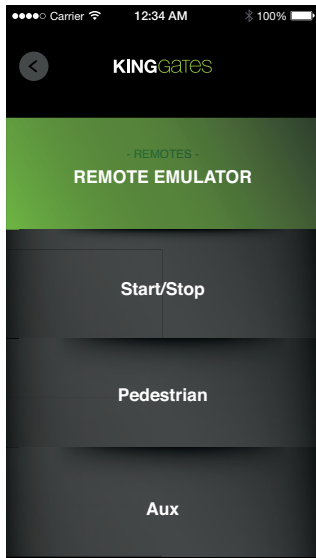 Carrier 12:34 AM 100%
KINGGates
- REMOTES -
REMOTE EMULATOR
Start/Stop
Pedestrian
Aux